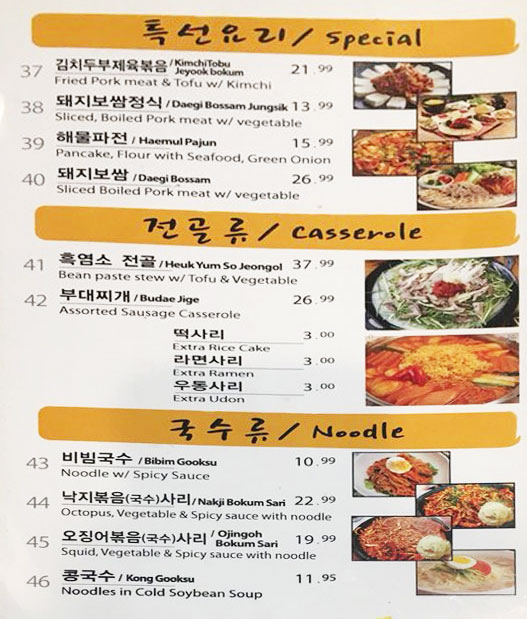 특선요리 / special
37 김치두부제육볶음 / KimchiTobu Jeyook bokum 21.99
Fried Pork meat & Tofu w/ Kimchi
38 돼지보쌈정식 / Daegi Bossam Jungsik 13.99
Sliced, Boiled Pork meat w/ vegetable
39 해물파전 / Haemul Pajun 15.99
Pancake, Flour with Seafood, Green Onion
40 돼지보쌈 / Daegi Bossam 26.99
Sliced Boiled Pork meat w/ vegetable
전골류 / casserole
41 흑염소 전골 / Heuk Yum So Jeongol 37.99
Bean paste stew w/ Tofu & Vegetable
42 부대찌개 / Budae Jige 26.99
Assorted Sausage Casserole
떡사리 3.00
Extra Rice Cake
라면사리 3.00
Extra Ramen
우동사리 3.00
Extra Udon
국수류 / Noodle
43 비빔국수 / Bibim Gooksu 10.99
Noodle w/ Spicy Sauce
44 낙지볶음(국수)사리 / Nakji Bokum Sari 22.99
Octopus, Vegetable & Spicy sauce with noodle
45 오징어볶음(국수)사리 / Ojingoh Bokum Sari 19.99
Squid, Vegetable & Spicy sauce with noodle
46 콩국수 / Kong Gooksu 11.95
Noodles in Cold Soybean Soup